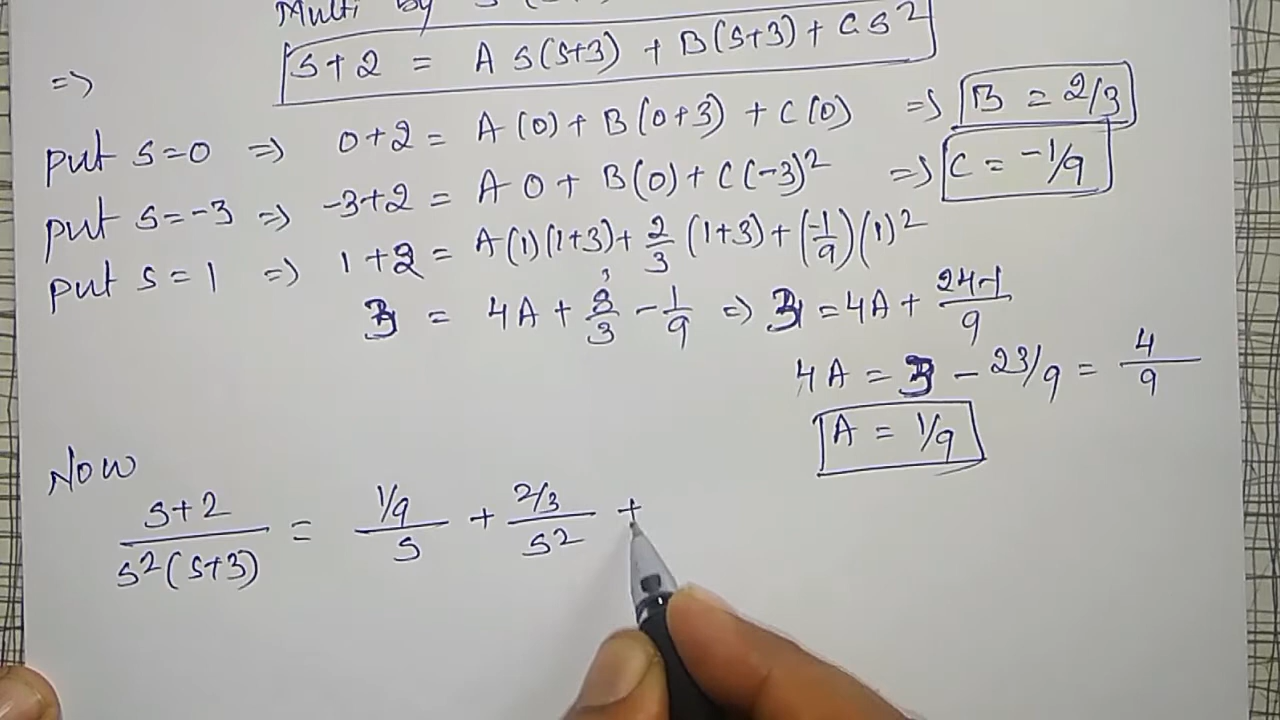 Multi by
=> s+2 = A s(s+3) + B(s+3) + C s²
put s=0 => 0+2 = A(0) + B(0+3) + C(0) => B = 2/3
put s=-3 => -3+2 = A 0 + B(0) + C(-3)² => C = -1/9
put s=1 => 1+2 = A(1)(1+3) + 2/3 (1+3) + (-1/9)(1)²
3 = 4A + 8/3 - 1/9 => 3 = 4A + 24-1/9
4A = 3 - 23/9 = 4/9
A = 1/9
Now
s+2/s²(s+3) = 1/9/s + 2/3/s² +